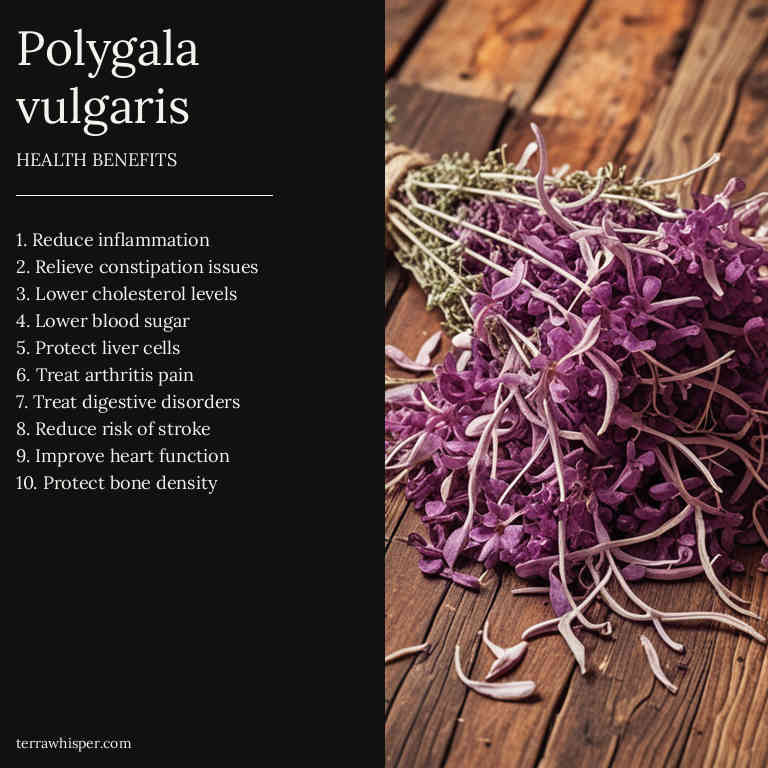 Polygala
vulgaris
HEALTH BENEFITS
1. Reduce inflammation
2. Relieve constipation issues
3. Lower cholesterol levels
4. Lower blood sugar
5. Protect liver cells
6. Treat arthritis pain
7. Treat digestive disorders
8. Reduce risk of stroke
9. Improve heart function
10. Protect bone density
terrawhisper.com